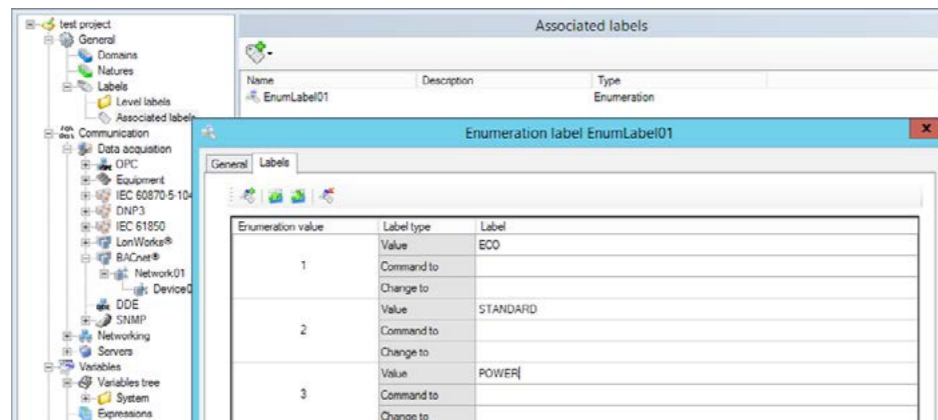 test project
General
Domains
Natures
Labels
Level labels
Associated labels
Communication
Data acquistion
OPC
Equipment
IEC 60870-5-104
DNP3
IEC 61850
LonWorks®
BACnet®
Network01
DDE
SNMP
Networking
Servers
Variables
Variables tree
System
Expressions
Associated labels
Name Description Type
EnumLabel01 Enumeration
Enumeration label EnumLabel01
x
General Labels
Enumeration value Label type Label
Value ECO
1 Command to
Change to
Value STANDARD
2 Command to
Change to
Value POWER
3 Command to
Change to